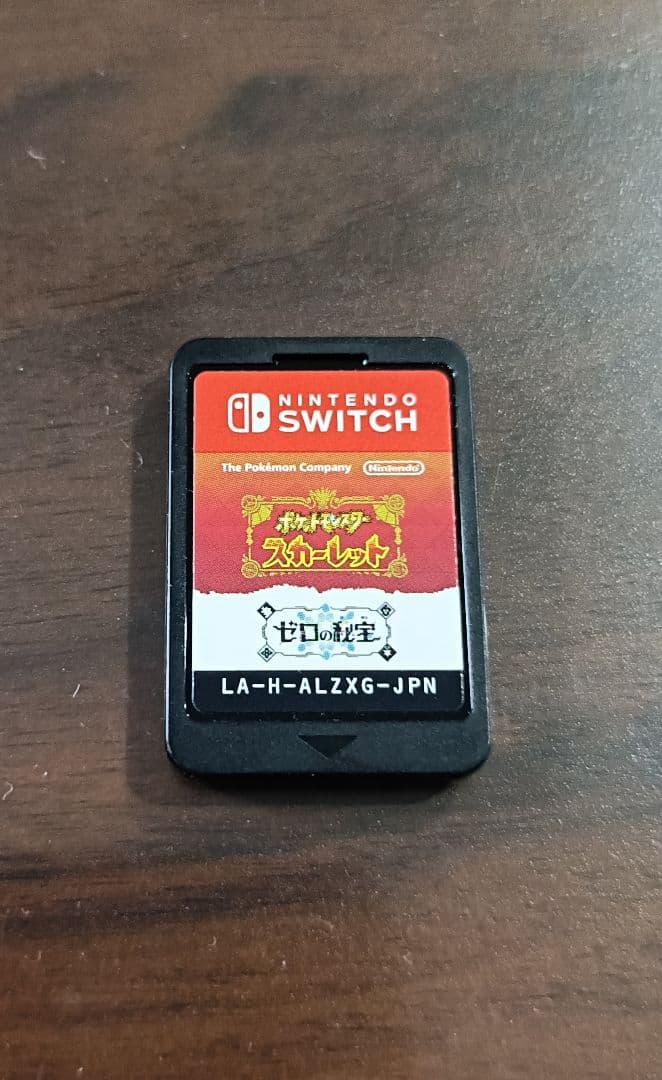 NINTENDO
SWITCH
The Pokémon Company Nintendo
ポケットモンスター
スカーレット
ゼロの秘宝
LA-H-ALZXG-JPN